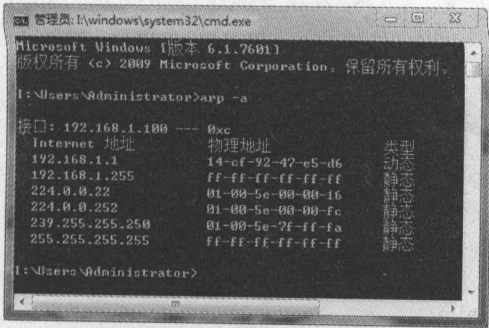 管理员: I:\windows\system32\cmd.exe
Microsoft Windows [版本 6.1.7601]
版权所有 (c) 2009 Microsoft Corporation。保留所有权利。
I:\Users\Administrator>arp -a
接口: 192.168.1.100 --- 0xc
Internet 地址 物理地址 类型
192.168.1.1 14-cf-92-47-e5-d6 动态
192.168.1.255 ff-ff-ff-ff-ff-ff 静态
224.0.0.22 01-00-5e-00-00-16 静态
224.0.0.252 01-00-5e-00-00-fc 静态
239.255.255.250 01-00-5e-7f-ff-fa 静态
255.255.255.255 ff-ff-ff-ff-ff-ff 静态
I:\Users\Administrator>